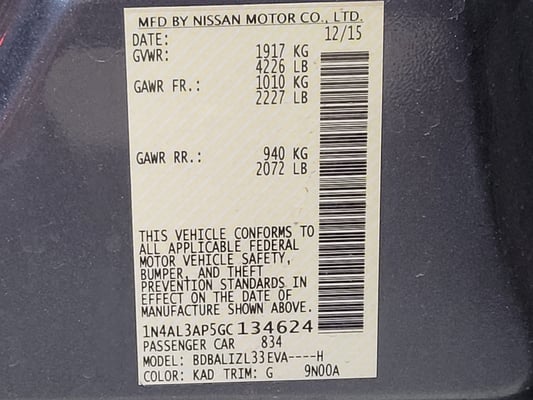 MFD BY NISSAN MOTOR CO., LTD.
DATE: 12/15
GVWR: 1917 KG
4226 LB
GAWR FR.: 1010 KG
2227 LB
GAWR RR.: 940 KG
2072 LB
THIS VEHICLE CONFORMS TO
ALL APPLICABLE FEDERAL
MOTOR VEHICLE SAFETY,
BUMPER, AND THEFT
PREVENTION STANDARDS IN
EFFECT ON THE DATE OF
MANUFACTURE SHOWN ABOVE.
1N4AL3AP5GC134624
PASSENGER CAR 834
MODEL: BDBALIZL33EVA----H
COLOR: KAD TRIM: G 9N00A